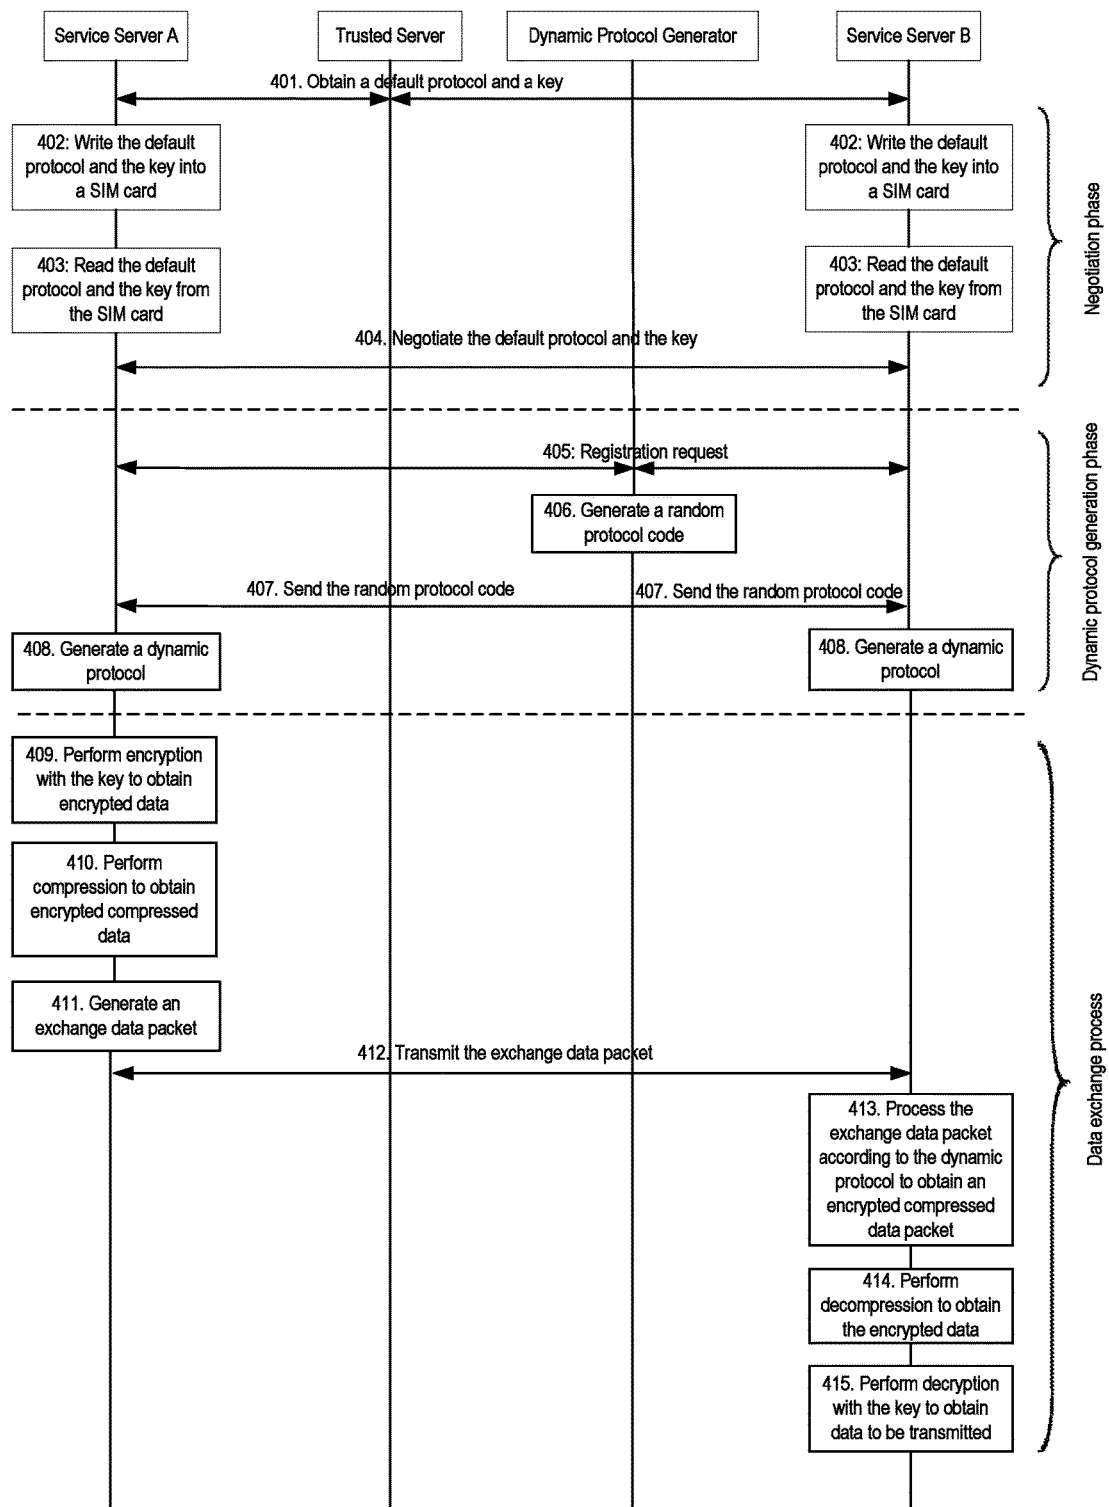 Service Server A
Trusted Server
Dynamic Protocol Generator
Service Server B
401. Obtain a default protocol and a key
402: Write the default
protocol and the key into
a SIM card
402: Write the default
protocol and the key into
a SIM card
403: Read the default
protocol and the key from
the SIM card
403: Read the default
protocol and the key from
the SIM card
404. Negotiate the default protocol and the key
Negotiation phase
405: Registration request
406. Generate a random
protocol code
407. Send the random protocol code
407. Send the random protocol code
408. Generate a dynamic
protocol
408. Generate a dynamic
protocol
Dynamic protocol generation phase
409. Perform encryption
with the key to obtain
encrypted data
410. Perform
compression to obtain
encrypted compressed
data
411. Generate an
exchange data packet
412. Transmit the exchange data packet
413. Process the
exchange data packet
according to the dynamic
protocol to obtain an
encrypted compressed
data packet
414. Perform
decompression to obtain
the encrypted data
415. Perform decryption
with the key to obtain
data to be transmitted
Data exchange process